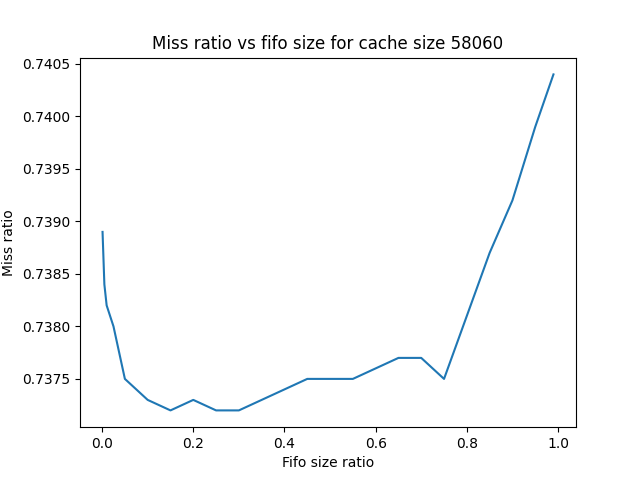 Miss ratio vs fifo size for cache size 58060
0.7405
0.7400
0.7395
0.7390
0.7385
0.7380
0.7375
Miss ratio
0.0 0.2 0.4 0.6 0.8 1.0
Fifo size ratio